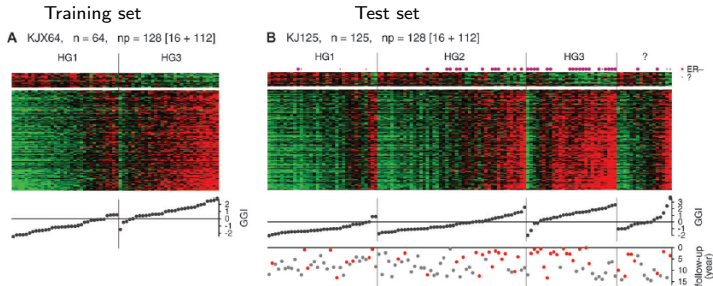 Training set
Test set
A KJX64, n = 64, np = 128 [16 + 112]
B KJ125, n = 125, np = 128 [16 + 112]
HG1
HG3
HG1
HG2
HG3
?
ER−
?
2
1
0
-1
-2
GGI
3
2
1
0
-1
-2
GGI
0
5
10
15
follow-up
(year)